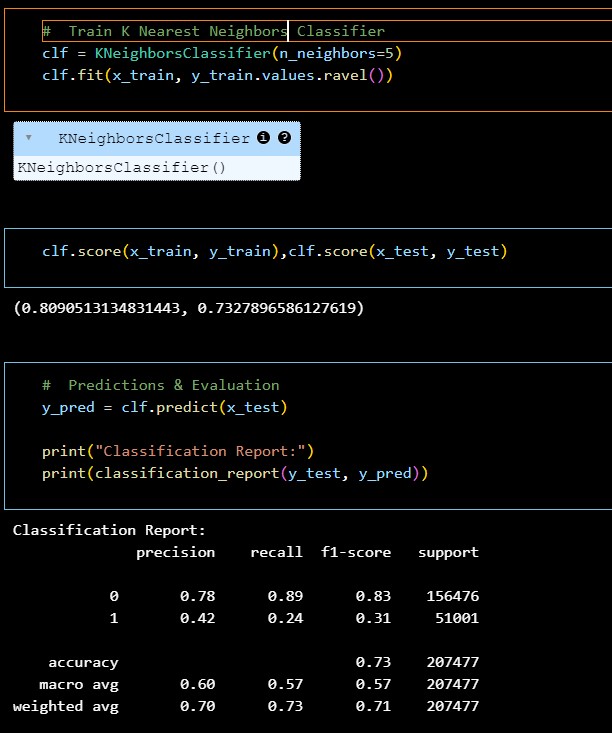 #  Train K Nearest Neighbors Classifier
clf = KNeighborsClassifier(n_neighbors=5)
clf.fit(x_train, y_train.values.ravel())
▾ KNeighborsClassifier i ?
KNeighborsClassifier()
clf.score(x_train, y_train),clf.score(x_test, y_test)
(0.8090513134831443, 0.7327896586127619)
#  Predictions & Evaluation
y_pred = clf.predict(x_test)
print("Classification Report:")
print(classification_report(y_test, y_pred))
Classification Report:
precision recall f1-score support
0 0.78 0.89 0.83 156476
1 0.42 0.24 0.31 51001
accuracy 0.73 207477
macro avg 0.60 0.57 0.57 207477
weighted avg 0.70 0.73 0.71 207477